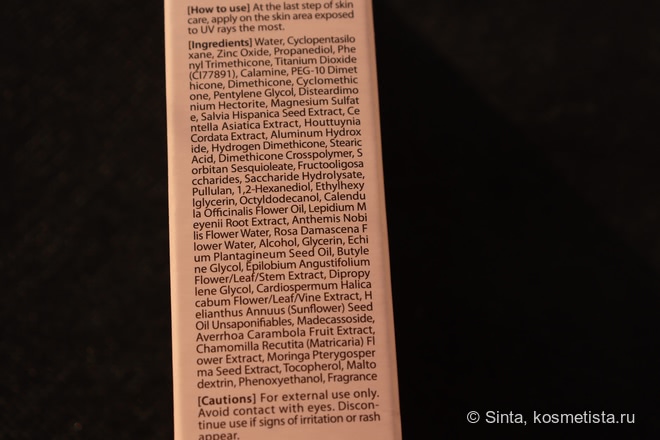 [How to use] At the last step of skin
care, apply on the skin area exposed
to UV rays the most.
[Ingredients] Water, Cyclopentasilo
xane, Zinc Oxide, Propanediol, Phe
nyl Trimethicone, Titanium Dioxide
(CI77891), Calamine, PEG-10 Dimet
hicone, Dimethicone, Cyclomethic
one, Pentylene Glycol, Disteardimo
nium Hectorite, Magnesium Sulfat
e, Salvia Hispanica Seed Extract, Ce
ntella Asiatica Extract, Houttuynia
Cordata Extract, Aluminum Hydrox
ide, Hydrogen Dimethicone, Stearic
Acid, Dimethicone Crosspolymer, S
orbitan Sesquioleate, Fructooligosa
ccharides, Saccharide Hydrolysate,
Pullulan, 1,2-Hexanediol, Ethylhexy
lglycerin, Octyldodecanol, Calendu
la Officinalis Flower Oil, Lepidium M
eyenii Root Extract, Anthemis Nobi
lis Flower Water, Rosa Damascena F
lower Water, Alcohol, Glycerin, Echi
um Plantagineum Seed Oil, Butyle
ne Glycol, Epilobium Angustifolium
Flower/Leaf/Stem Extract, Dipropy
lene Glycol, Cardiospermum Halica
cabum Flower/Leaf/Vine Extract, H
elianthus Annuus (Sunflower) Seed
Oil Unsaponifiables, Madecassoside,
Averrhoa Carambola Fruit Extract,
Chamomilla Recutita (Matricaria) Fl
ower Extract, Moringa Pterygosper
ma Seed Extract, Tocopherol, Malto
dextrin, Phenoxyethanol, Fragrance
[Cautions] For external use only.
Avoid contact with eyes. Discon-
tinue use if signs of irritation or rash
appear.
© Sinta, kosmetista.ru